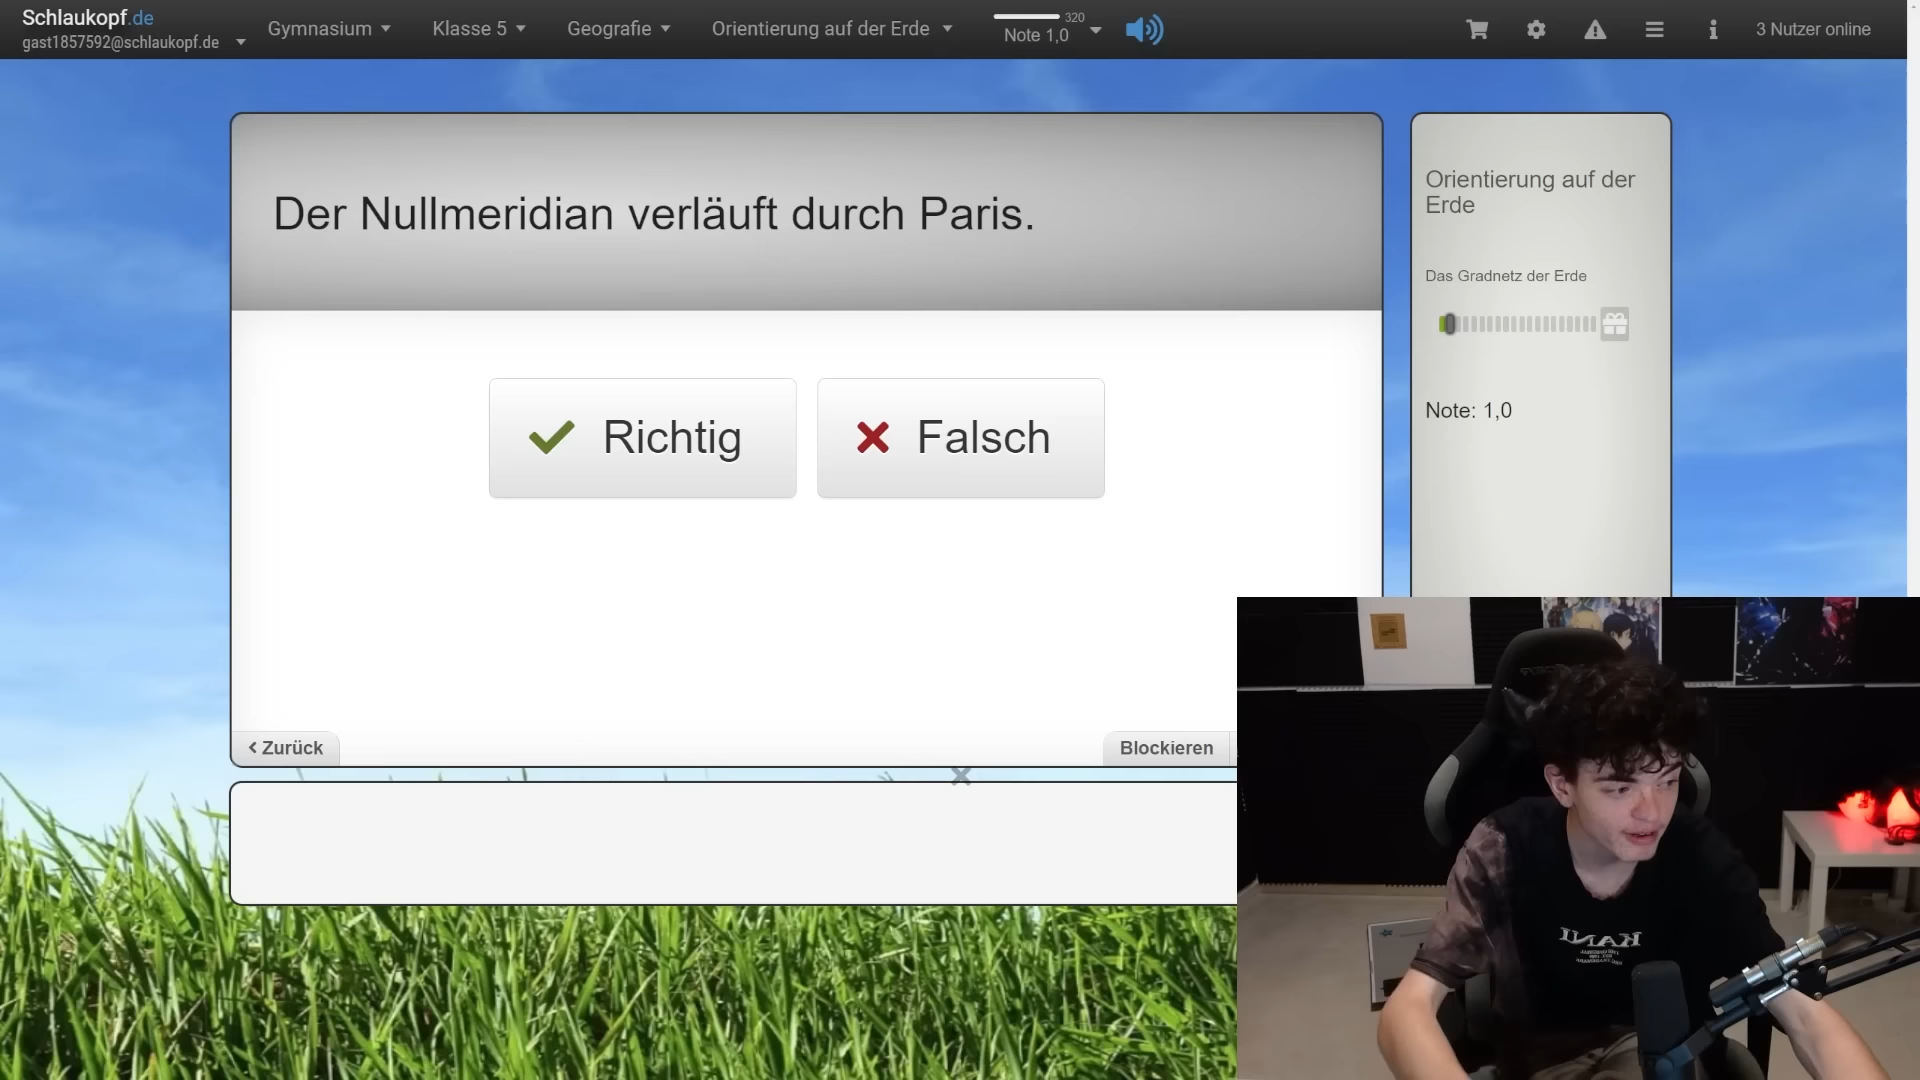 Schlaukopf.de
gast1857592@schlaukopf.de
Gymnasium
Klasse 5
Geografie
Orientierung auf der Erde
320
Note 1,0
3 Nutzer online
Der Nullmeridian verläuft durch Paris.
Richtig
Falsch
Zurück
Blockieren
Orientierung auf der
Erde
Das Gradnetz der Erde
Note: 1,0